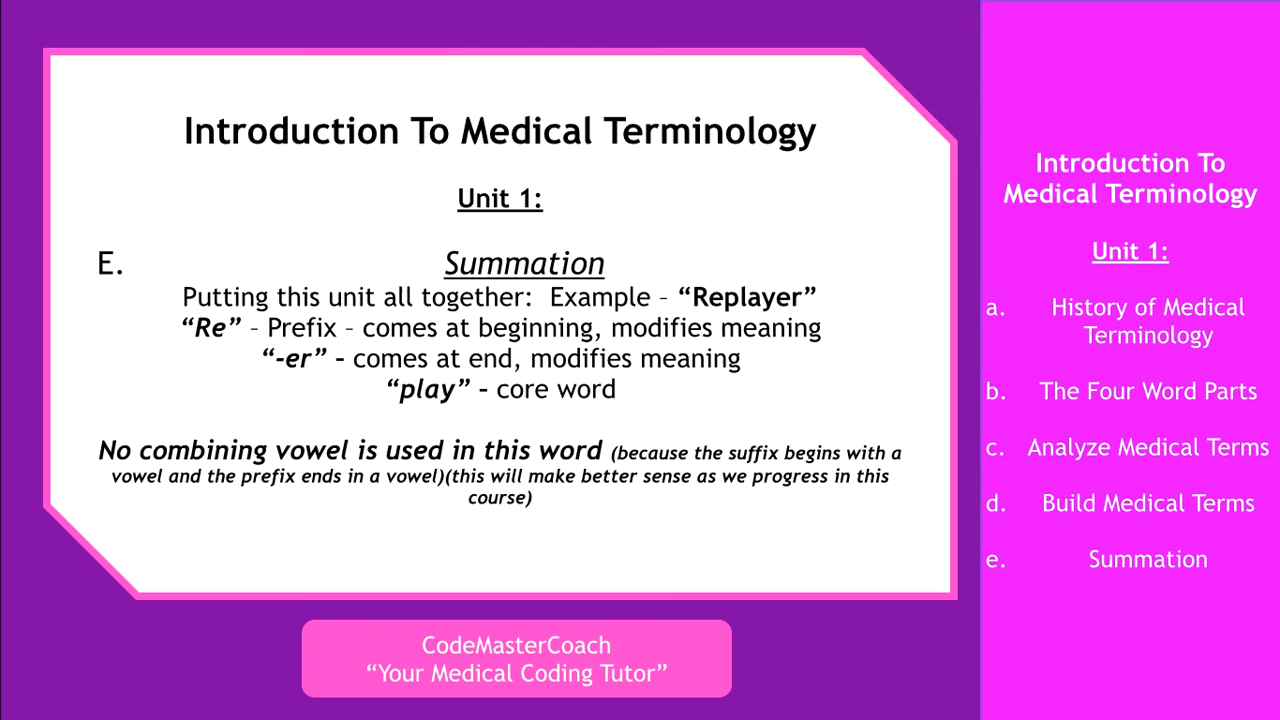 Introduction To Medical Terminology
Unit 1:
E. Summation
Putting this unit all together:  Example – “Replayer”
“Re” – Prefix – comes at beginning, modifies meaning
“-er” – comes at end, modifies meaning
“play” – core word
No combining vowel is used in this word (because the suffix begins with a
vowel and the prefix ends in a vowel)(this will make better sense as we progress in this
course)
CodeMasterCoach
“Your Medical Coding Tutor”
Introduction To
Medical Terminology
Unit 1:
a. History of Medical
Terminology
b. The Four Word Parts
c. Analyze Medical Terms
d. Build Medical Terms
e. Summation